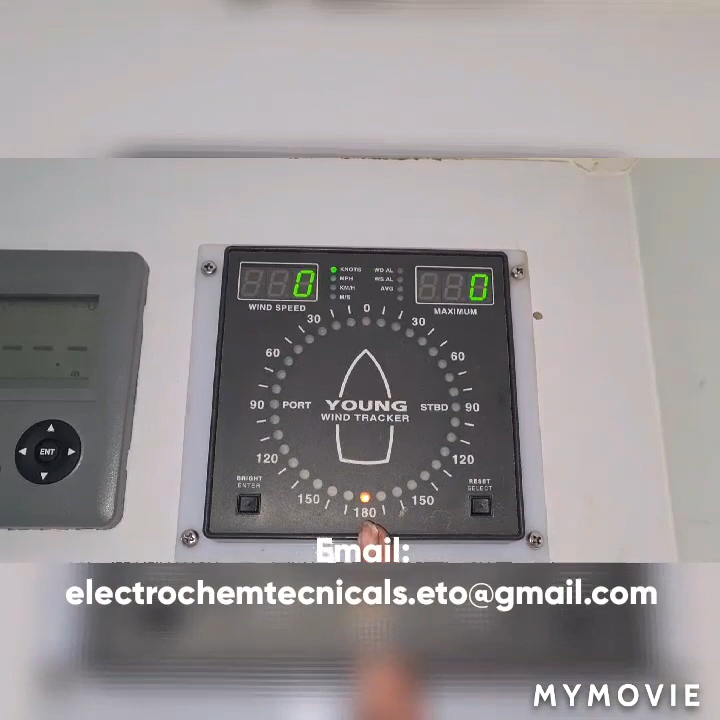 0
KNOTS
MPH
KM/H
M/S
WD AL
WS AL
AVG
0
WIND SPEED
MAXIMUM
0
30
30
60
60
90
PORT
YOUNG
STBD
90
WIND TRACKER
120
120
BRIGHT
ENTER
RESET
SELECT
150
150
180
ENT
Email:
electrochemtecnicals.eto@gmail.com
MYMOVIE